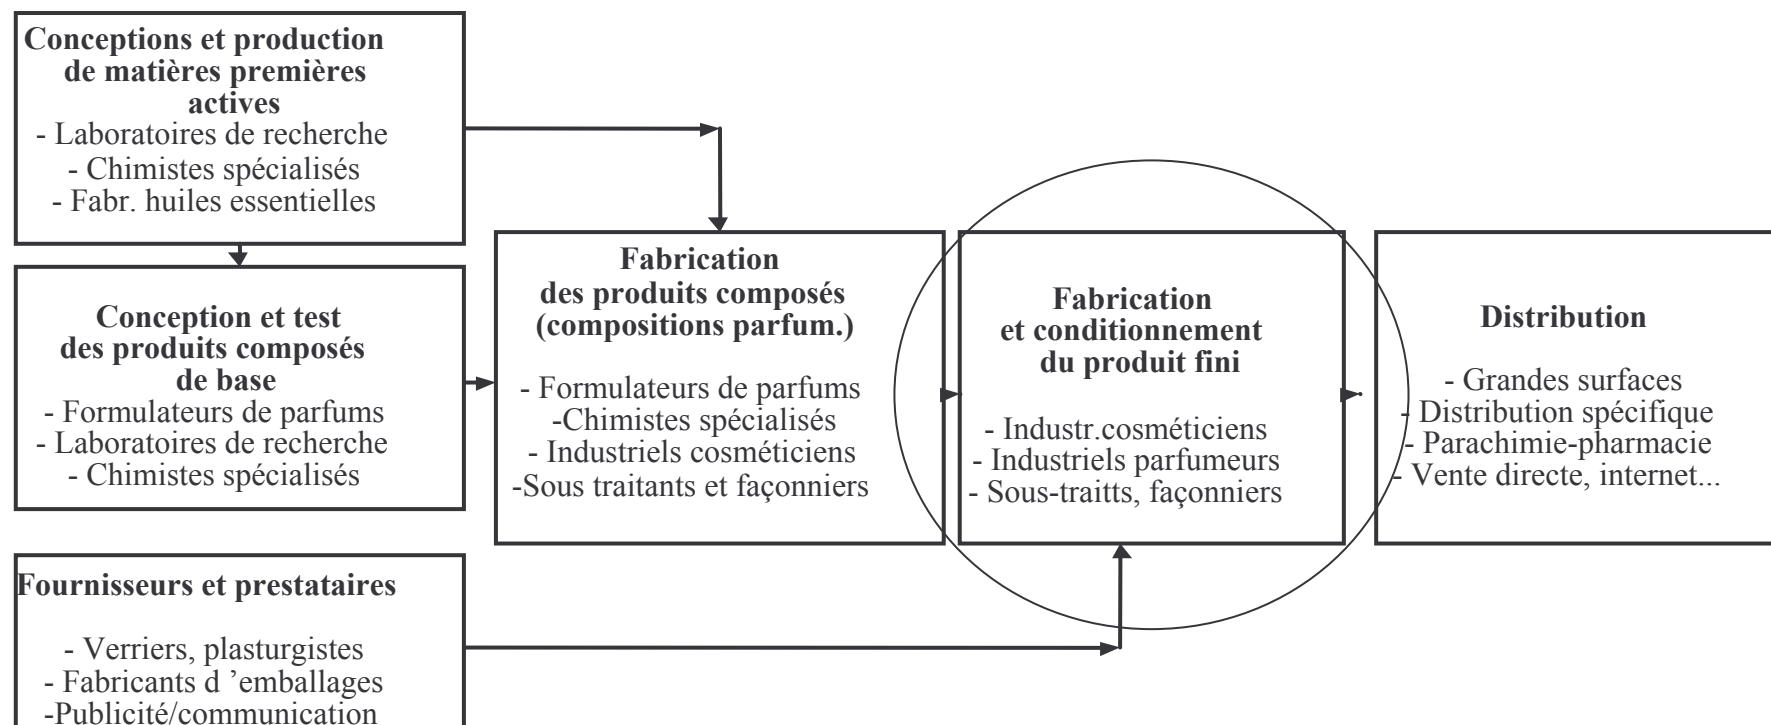 Conceptions et production
de matières premières
actives
- Laboratoires de recherche
- Chimistes spécialisés
- Fabr. huiles essentielles
Conception et test
des produits composés
de base
- Formulateurs de parfums
- Laboratoires de recherche
- Chimistes spécialisés
Fournisseurs et prestataires
- Verriers, plasturgistes
- Fabricants d ’emballages
-Publicité/communication
Fabrication
des produits composés
(compositions parfum.)
- Formulateurs de parfums
-Chimistes spécialisés
- Industriels cosméticiens
-Sous traitants et façonniers
Fabrication
et conditionnement
du produit fini
- Industr.cosméticiens
- Industriels parfumeurs
- Sous-traitts, façonniers
Distribution
- Grandes surfaces
- Distribution spécifique
- Parachimie-pharmacie
- Vente directe, internet...